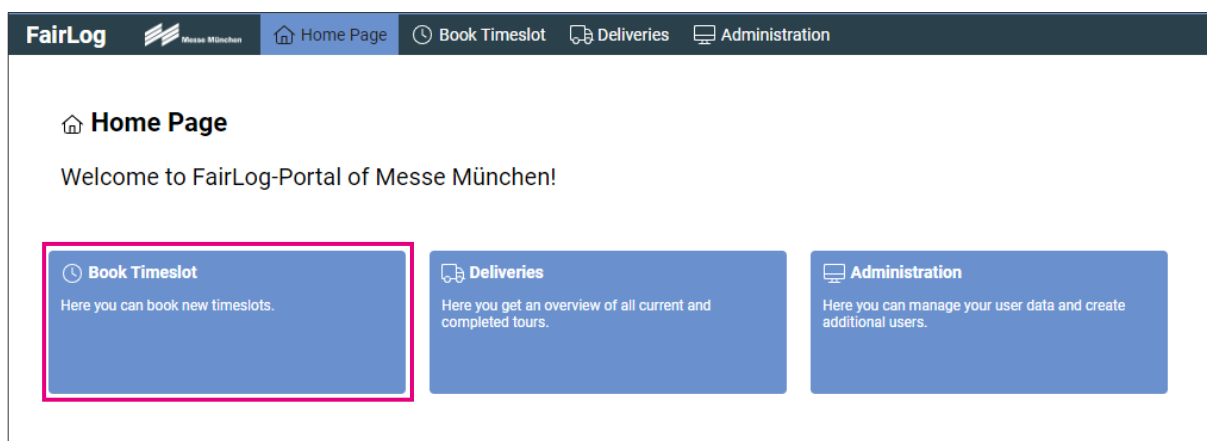 FairLog Messe München Home Page Book Timeslot Deliveries Administration
Home Page
Welcome to FairLog-Portal of Messe München!
Book Timeslot
Here you can book new timeslots.
Deliveries
Here you get an overview of all current and
completed tours.
Administration
Here you can manage your user data and create
additional users.